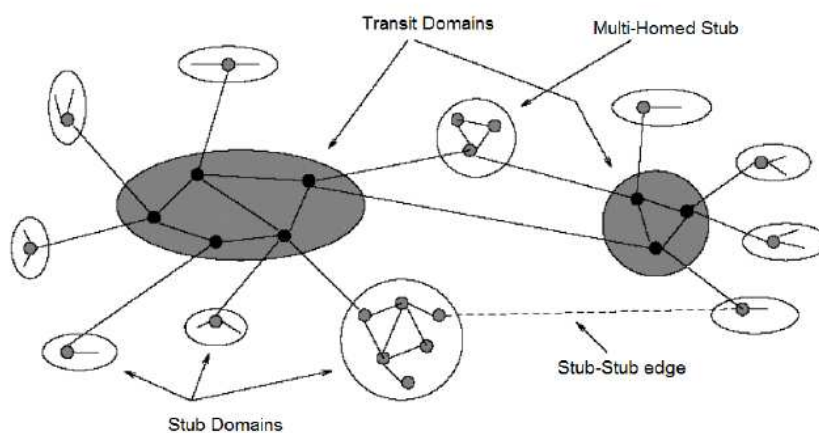 Transit Domains
Multi-Homed Stub
Stub-Stub edge
Stub Domains